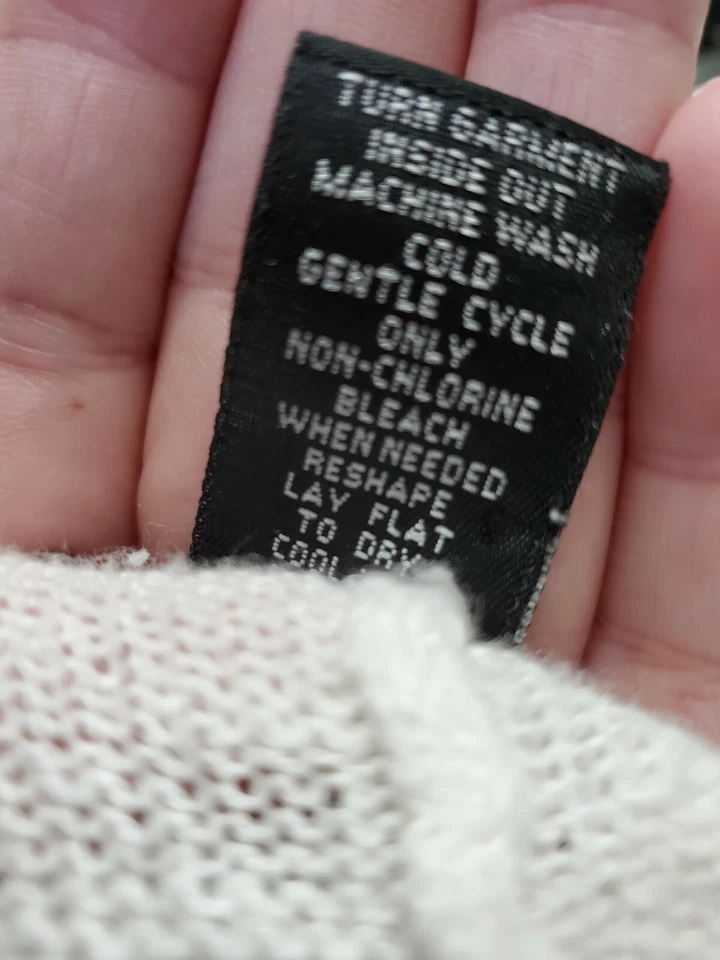 TURN GARMENT
INSIDE OUT
MACHINE WASH
COLD
GENTLE CYCLE
ONLY
NON-CHLORINE
BLEACH
WHEN NEEDED
RESHAPE
LAY FLAT
TO DRY
COOL